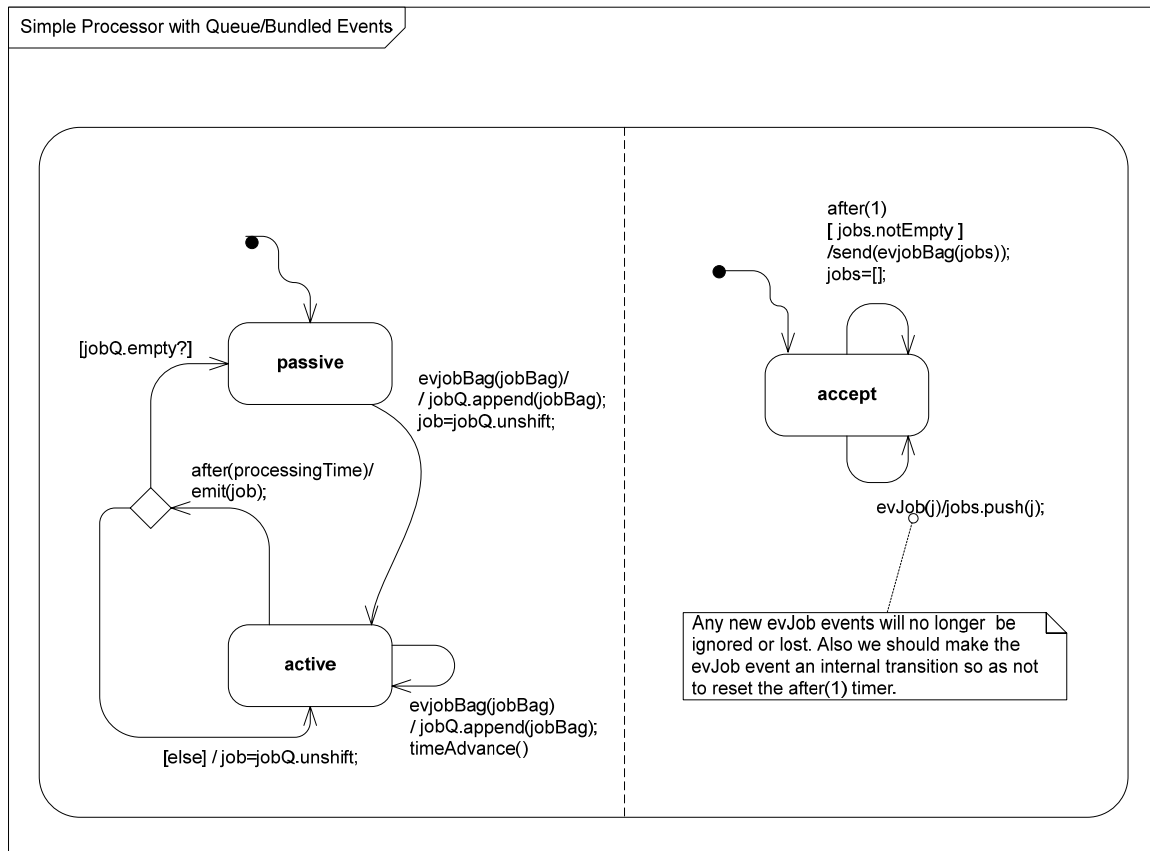 Simple Processor with Queue/Bundled Events
after(1)
[ jobs.notEmpty ]
/send(evjobBag(jobs));
jobs=[];
[jobQ.empty?]
passive
evjobBag(jobBag)/
/ jobQ.append(jobBag);
job=jobQ.unshift;
accept
after(processingTime)/
emit(job);
evJob(j)/jobs.push(j);
Any new evJob events will no longer be
ignored or lost. Also we should make the
evJob event an internal transition so as not
to reset the after(1) timer.
active
evjobBag(jobBag)
/ jobQ.append(jobBag);
timeAdvance()
[else] / job=jobQ.unshift;